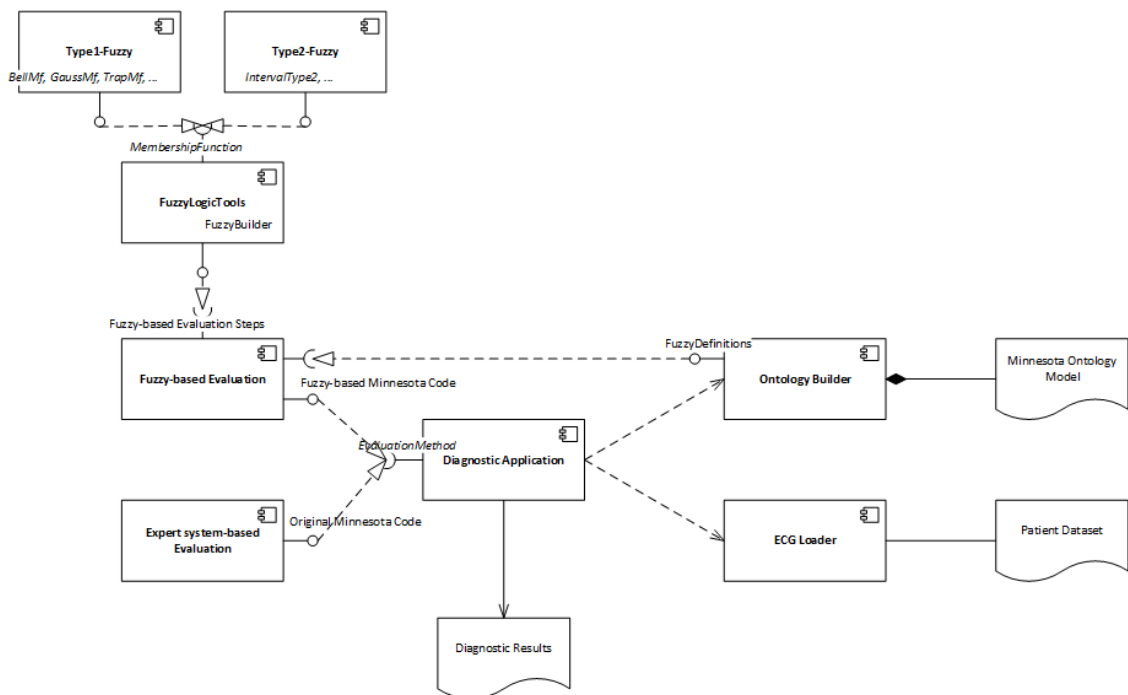 Type1-Fuzzy
BellMf, GaussMf, TrapMf, ...
Type2-Fuzzy
IntervalType2, ...
MembershipFunction
FuzzyLogicTools
FuzzyBuilder
Fuzzy-based Evaluation Steps
Fuzzy-based Evaluation
Fuzzy-based Minnesota Code
FuzzyDefinitions
Ontology Builder
Minnesota Ontology
Model
EvaluationMethod
Diagnostic Application
Expert system-based
Evaluation
Original Minnesota Code
ECG Loader
Patient Dataset
Diagnostic Results